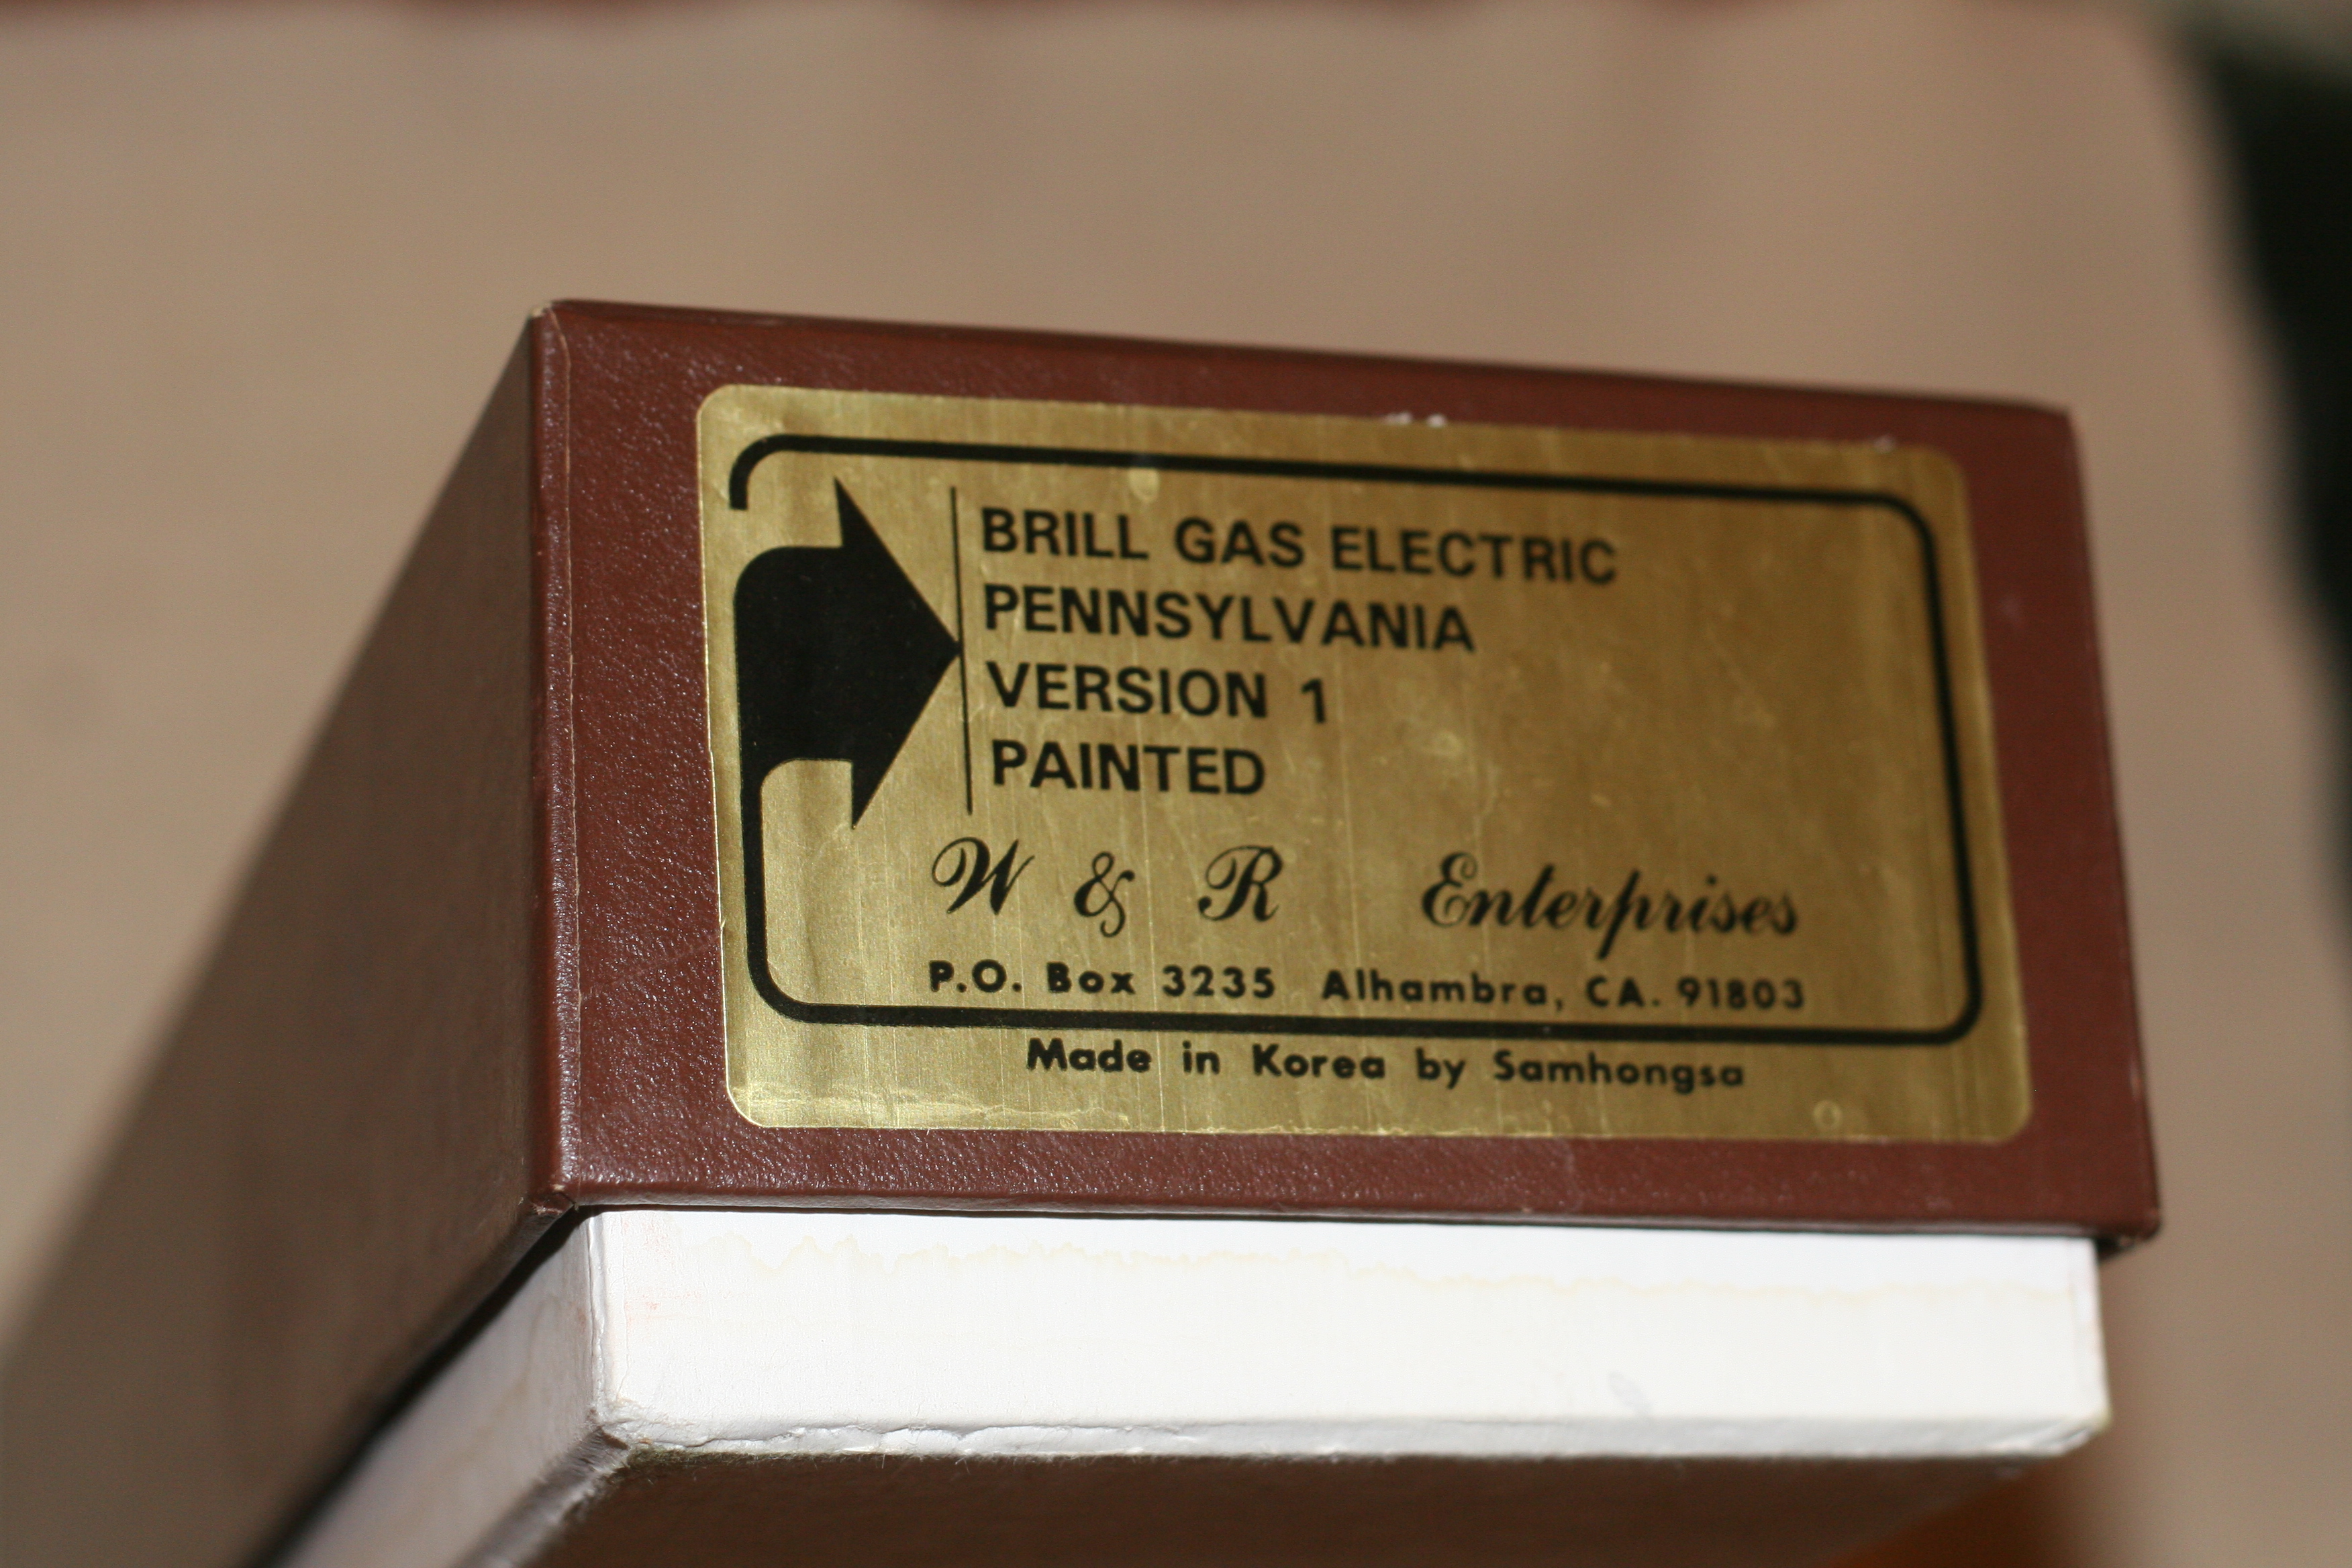 BRILL GAS ELECTRIC
PENNSYLVANIA
VERSION 1
PAINTED
W & R Enterprises
P.O. Box 3235 Alhambra, CA. 91803
Made in Korea by Samhongsa